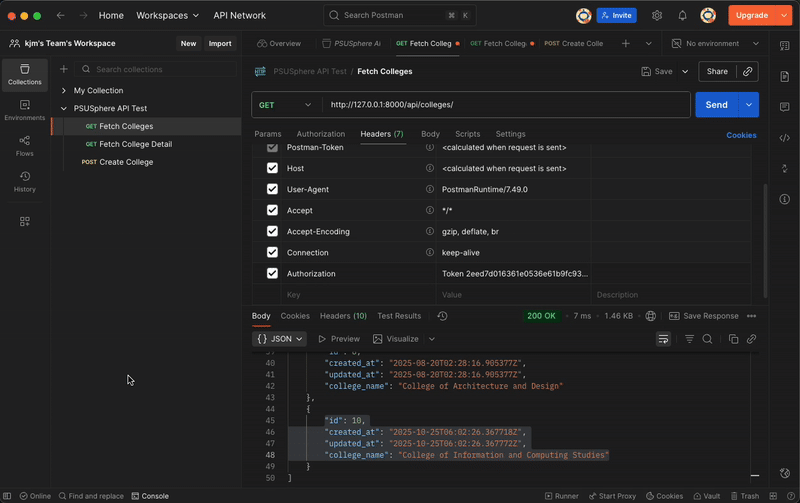 Home Workspaces API Network Search Postman ⌘ K Invite Upgrade
kjm's Team's Workspace New Import Overview PSUSphere A GET Fetch Colleg GET Fetch Colleg POST Create Colle No environment
Collections
Environments
Flows
History
Search collections
My Collection
PSUSphere API Test
GET Fetch Colleges
GET Fetch College Detail
POST Create College
HTTP PSUSphere API Test / Fetch Colleges Save Share
GET http://127.0.0.1:8000/api/colleges/ Send
Params Authorization Headers (7) Body Scripts Settings Cookies
Postman-Token <calculated when request is sent>
Host <calculated when request is sent>
User-Agent PostmanRuntime/7.49.0
Accept */*
Accept-Encoding gzip, deflate, br
Connection keep-alive
Authorization Token 2eed7d016361e0536e61b9fc93...
Key Value Description
Body Cookies Headers (10) Test Results 200 OK • 7 ms • 1.46 KB Save Response
{} JSON Preview Visualize
40 "created_at": "2025-08-20T02:28:16.905377Z",
41 "updated_at": "2025-08-20T02:28:16.905377Z",
42 "college_name": "College of Architecture and Design"
43 },
44 {
45 "id": 10,
46 "created_at": "2025-10-25T06:02:26.367718Z",
47 "updated_at": "2025-10-25T06:02:26.367772Z",
48 "college_name": "College of Information and Computing Studies"
49 }
50 ]
Online Find and replace Console Runner Start Proxy Cookies Vault Trash